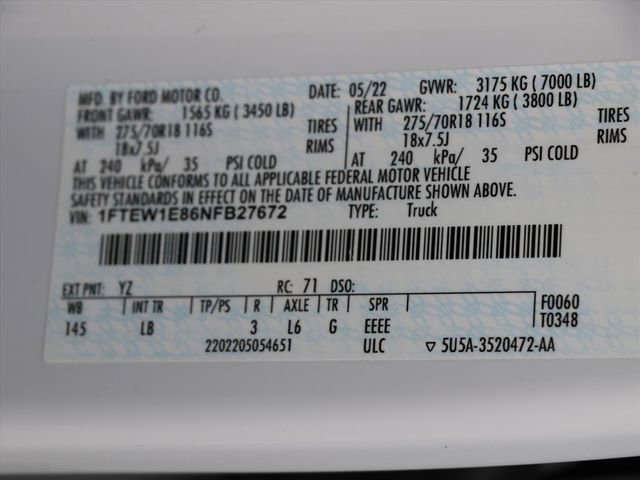 MFD. BY FORD MOTOR CO. DATE: 05/22 GVWR: 3175 KG ( 7000 LB)
FRONT GAWR: 1565 KG ( 3450 LB) REAR GAWR: 1724 KG ( 3800 LB)
WITH 275/70R18 116S TIRES WITH 275/70R18 116S TIRES
18x7.5J RIMS 18x7.5J RIMS
AT 240 kPa/ 35 PSI COLD AT 240 kPa/ 35 PSI COLD
THIS VEHICLE CONFORMS TO ALL APPLICABLE FEDERAL MOTOR VEHICLE
SAFETY STANDARDS IN EFFECT ON THE DATE OF MANUFACTURE SHOWN ABOVE.
VIN: 1FTEW1E86NFB27672 TYPE: Truck
EXT PNT: YZ RC: 71 DSO:
WB INT TR TP/PS R AXLE TR SPR F0060
145 LB 3 L6 G EEEE T0348
2202205054651 ULC ▽ 5U5A-3520472-AA